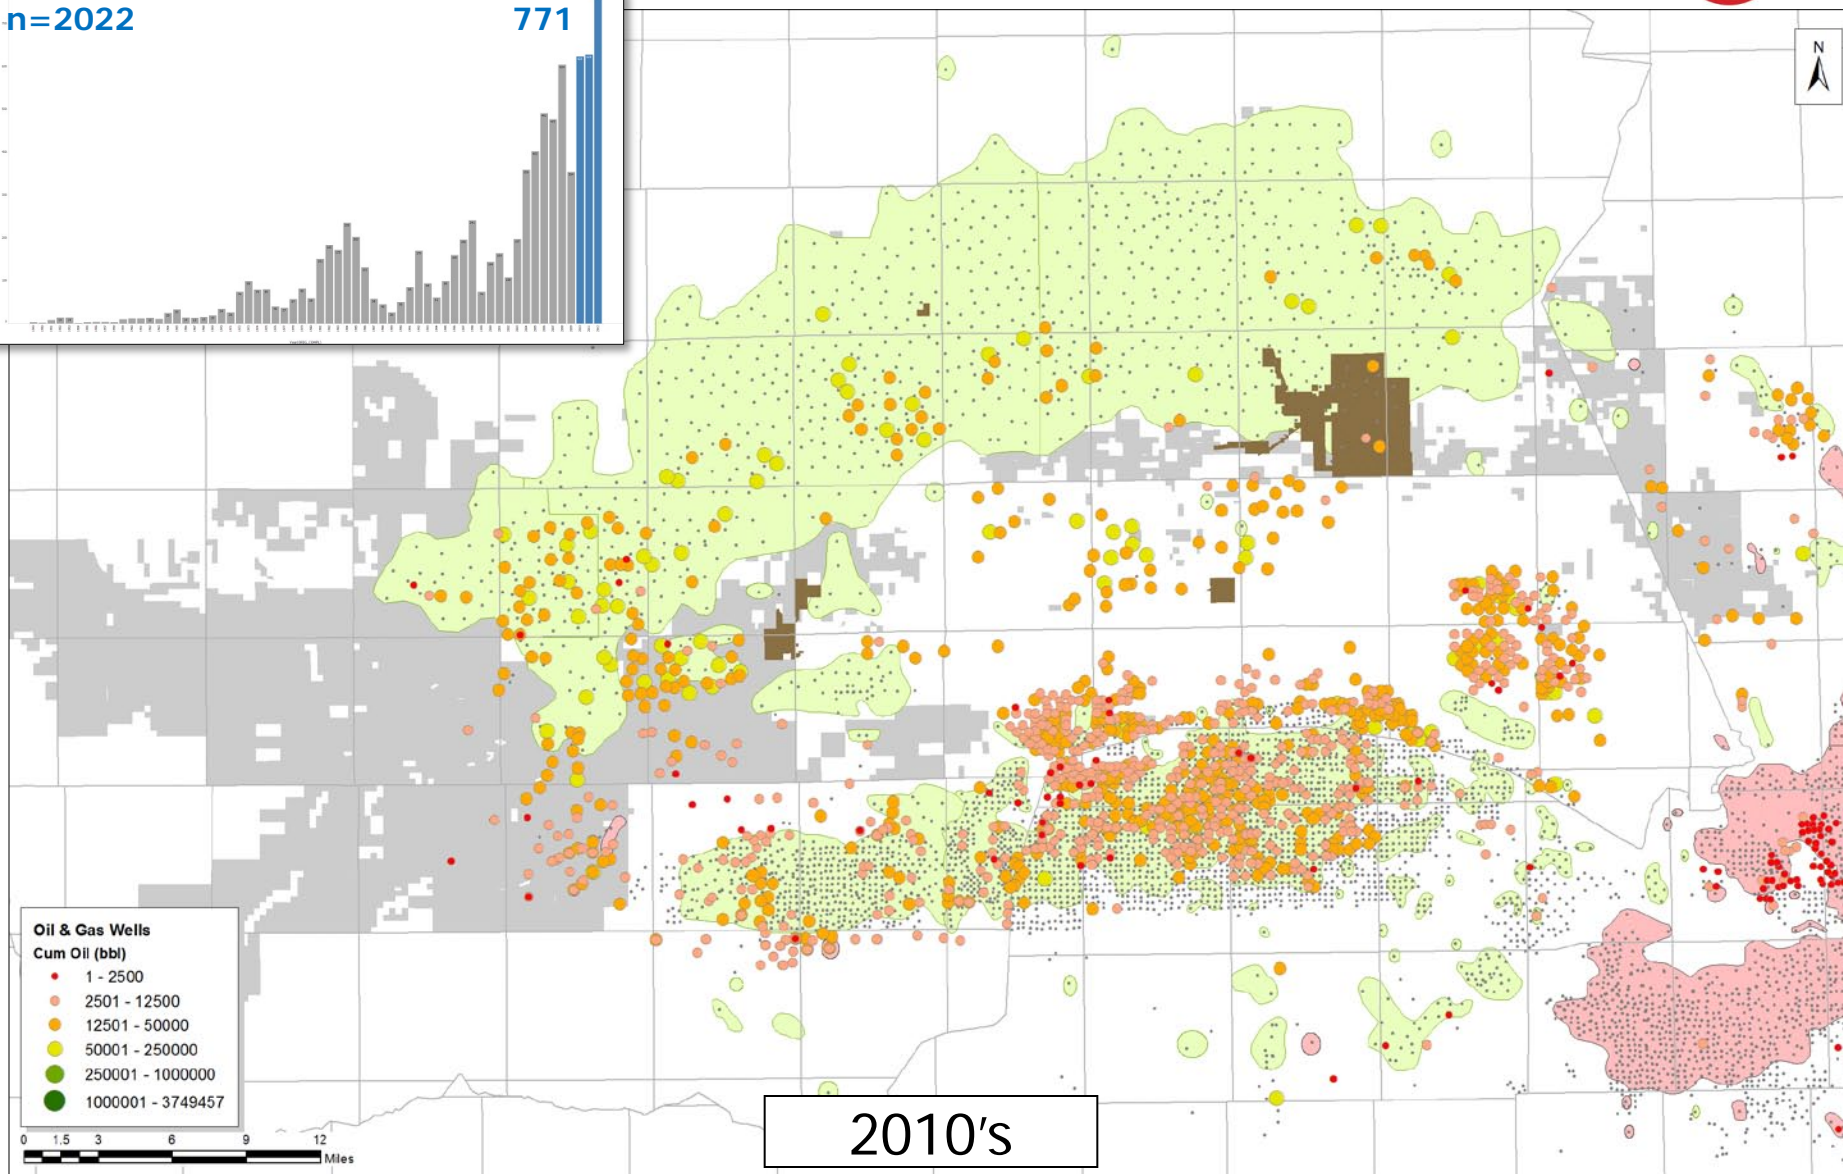 n=2022
771
N
Oil & Gas Wells
Cum Oil (bbl)
1 - 2500
2501 - 12500
12501 - 50000
50001 - 250000
250001 - 1000000
1000001 - 3749457
0 1.5 3 6 9 12
Miles
2010's